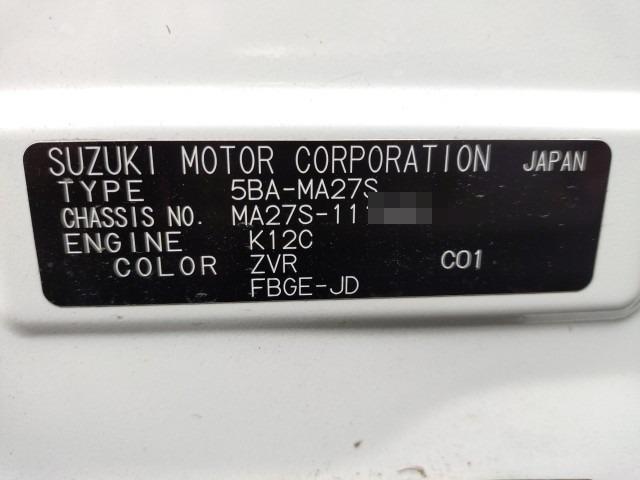 SUZUKI MOTOR CORPORATION JAPAN
TYPE 5BA-MA27S
CHASSIS NO. MA27S-11
ENGINE K12C
COLOR ZVR C01
FBGE-JD